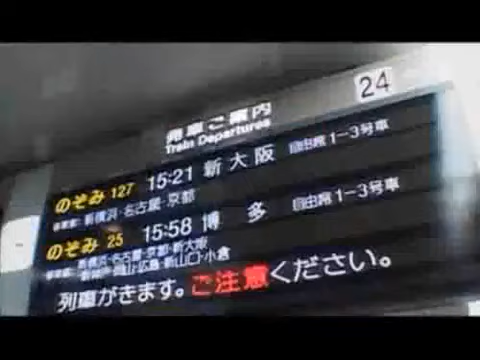 24
発車ご案内
Train Departures
のぞみ 127 15:21 新大阪 自由席 1-3号車
停車駅: 新横浜・名古屋・京都
のぞみ 25 15:58 博多 自由席 1-3号車
停車駅: 新横浜・名古屋・京都・新大阪
新神戸・岡山・広島・新山口・小倉
列車がきます。ご注意ください。